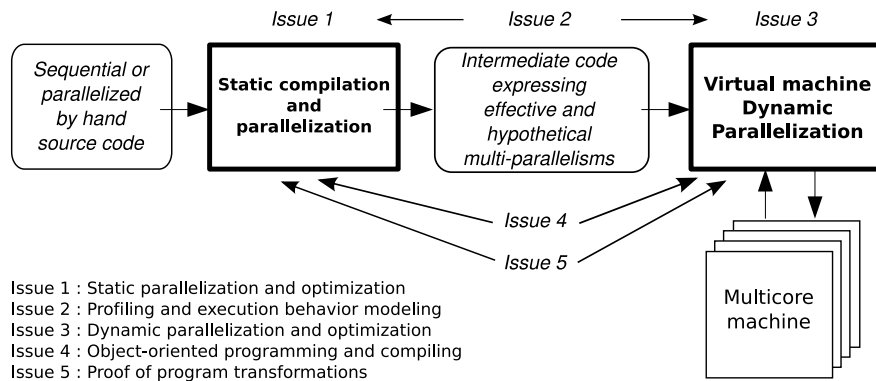 Issue 1
Issue 2
Issue 3
Sequential or
parallelized
by hand
source code
Static compilation
and
parallelization
Intermediate code
expressing
effective and
hypothetical
multi-parallelisms
Virtual machine
Dynamic
Parallelization
Issue 4
Issue 5
Multicore
machine
Issue 1 : Static parallelization and optimization
Issue 2 : Profiling and execution behavior modeling
Issue 3 : Dynamic parallelization and optimization
Issue 4 : Object-oriented programming and compiling
Issue 5 : Proof of program transformations